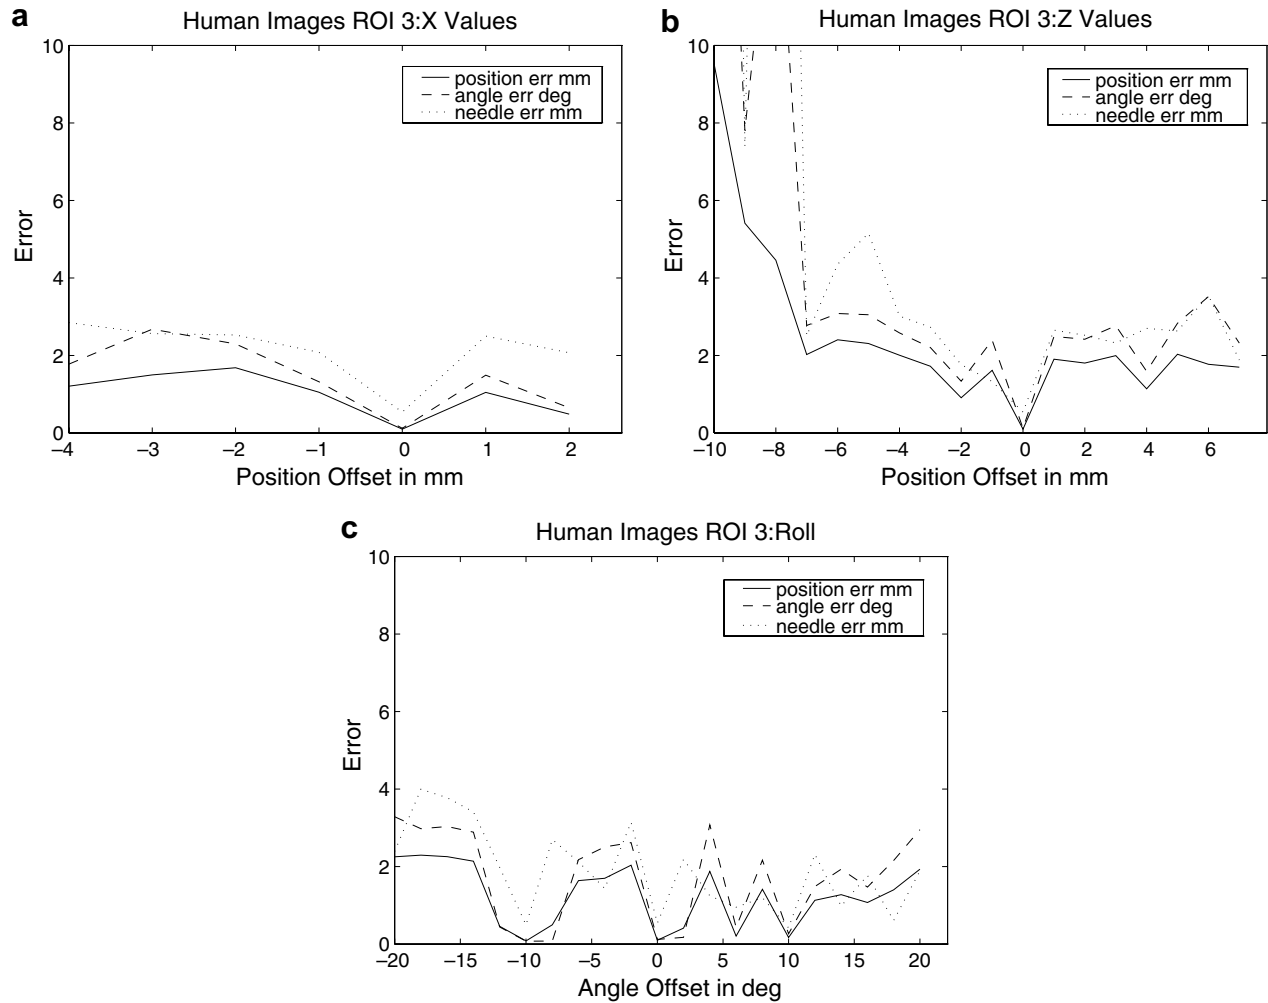 a
Human Images ROI 3:X Values
10
8
6
4
2
0
Error
position err mm
angle err deg
needle err mm
−4 −3 −2 −1 0 1 2
Position Offset in mm
b
Human Images ROI 3:Z Values
10
8
6
4
2
0
Error
position err mm
angle err deg
needle err mm
−10 −8 −6 −4 −2 0 2 4 6
Position Offset in mm
c
Human Images ROI 3:Roll
10
8
6
4
2
0
Error
position err mm
angle err deg
needle err mm
−20 −15 −10 −5 0 5 10 15 20
Angle Offset in deg